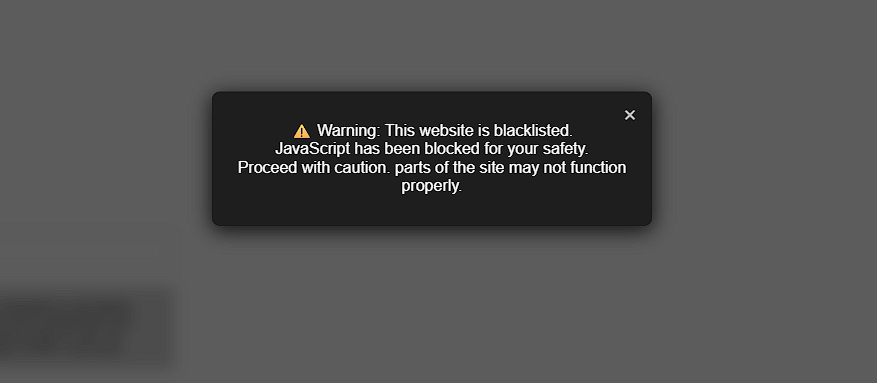 ⚠️ Warning: This website is blacklisted.
JavaScript has been blocked for your safety.
Proceed with caution. parts of the site may not function
properly.